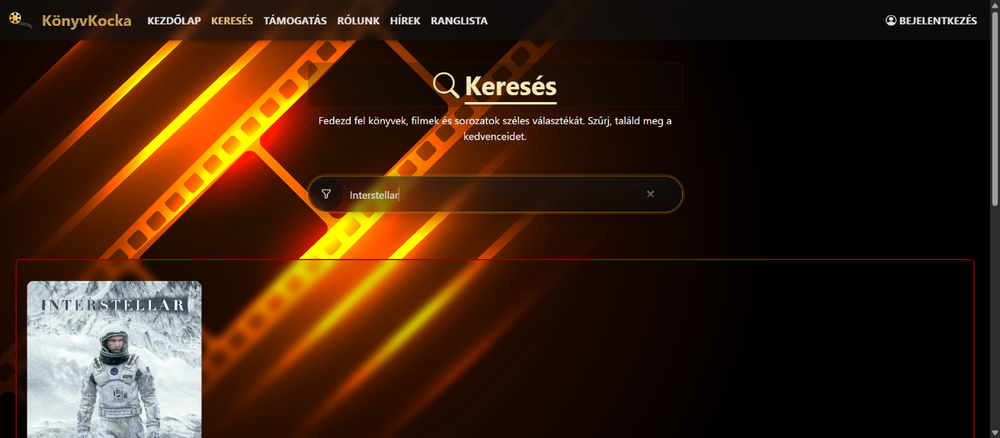 KönyvKocka KEZDŐLAP KERESÉS TÁMOGATÁS RÓLUNK HÍREK RANGLISTA BEJELENTKEZÉS
Keresés
Fedezd fel könyvek, filmek és sorozatok széles választékát. Szűrj, találd meg a
kedvenceidet.
Interstellar
INTERSTELLAR